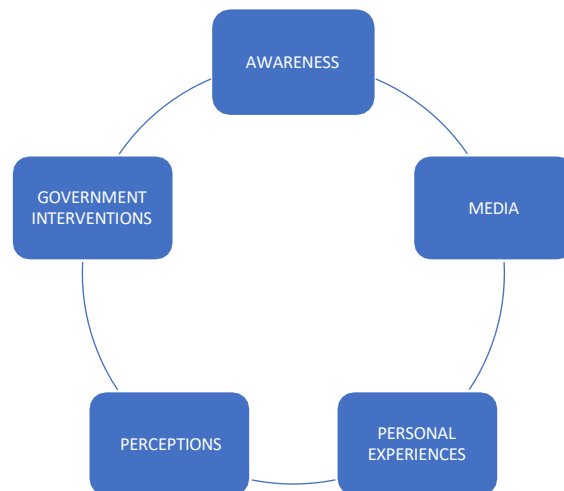 AWARENESS
MEDIA
PERSONAL
EXPERIENCES
PERCEPTIONS
GOVERNMENT
INTERVENTIONS